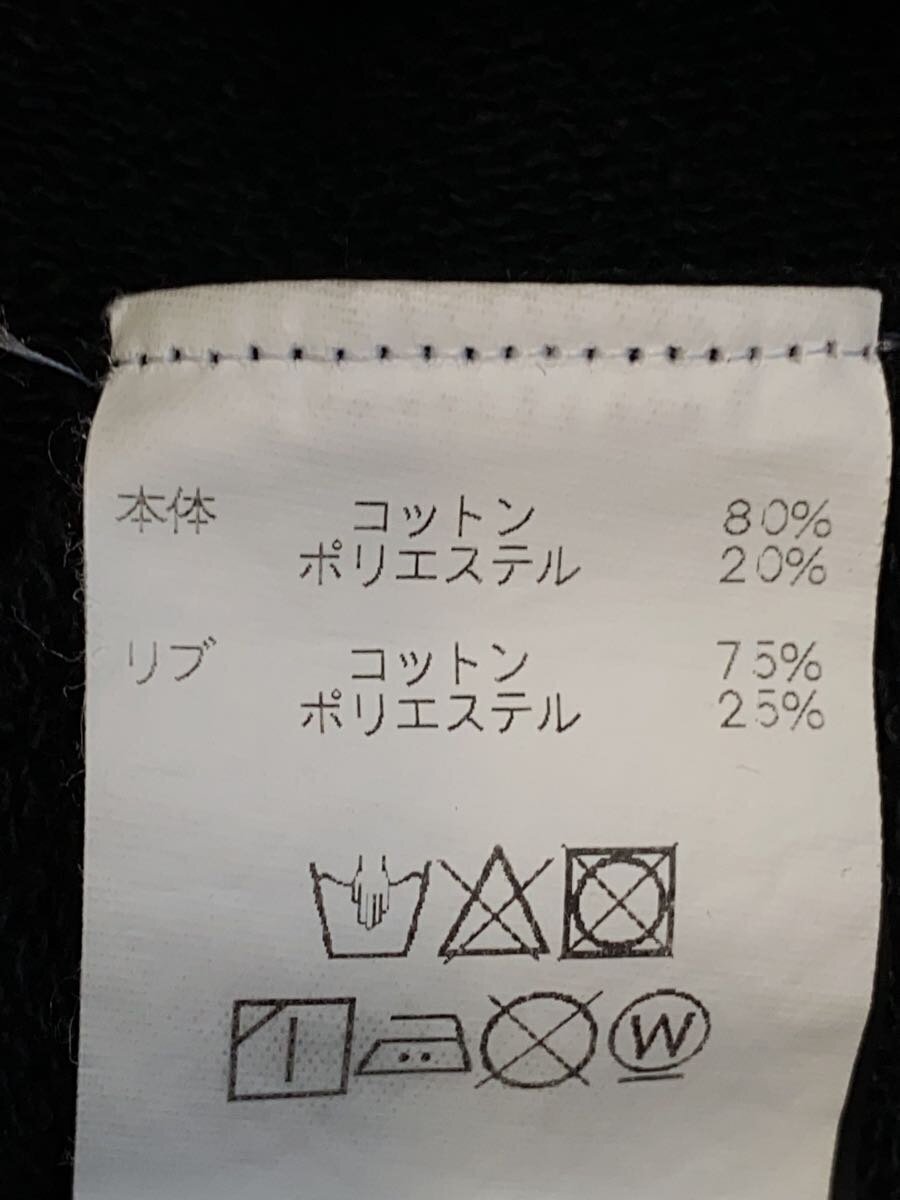 本体 コットン 80%
ポリエステル 20%
リブ コットン 75%
ポリエステル 25%
W